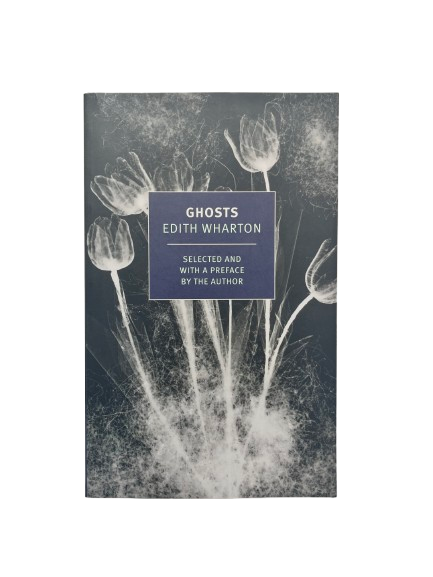 GHOSTS
EDITH WHARTON
SELECTED AND
WITH A PREFACE
BY THE AUTHOR